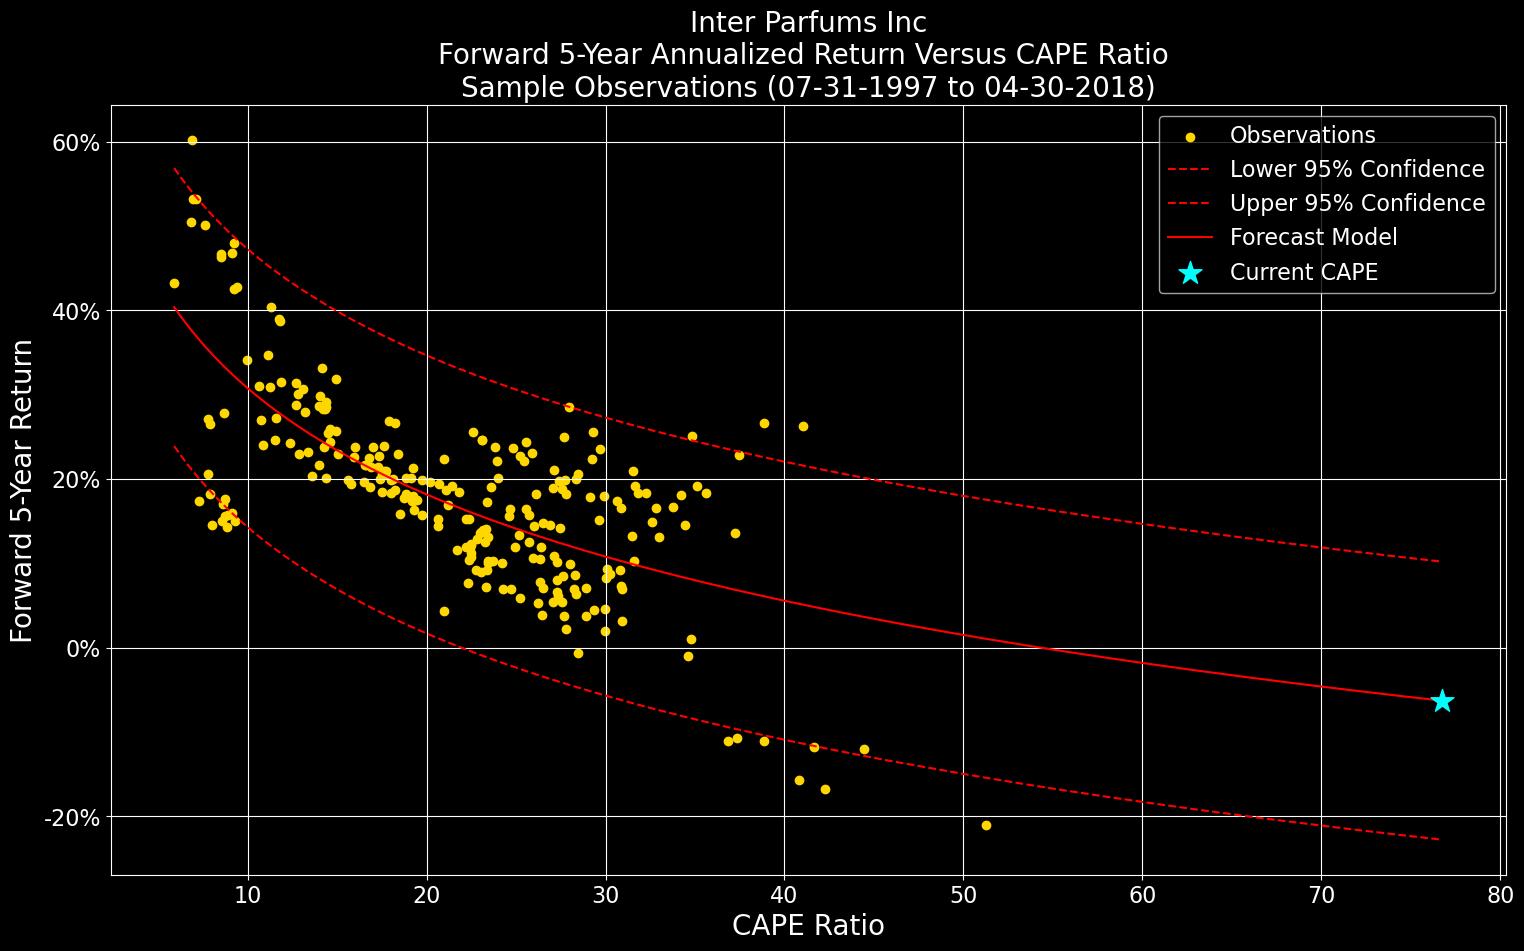 Inter Parfums Inc
Forward 5-Year Annualized Return Versus CAPE Ratio
Sample Observations (07-31-1997 to 04-30-2018)
Observations
Lower 95% Confidence
Upper 95% Confidence
Forecast Model
Current CAPE
Forward 5-Year Return
60%
40%
20%
0%
-20%
10 20 30 40 50 60 70 80
CAPE Ratio